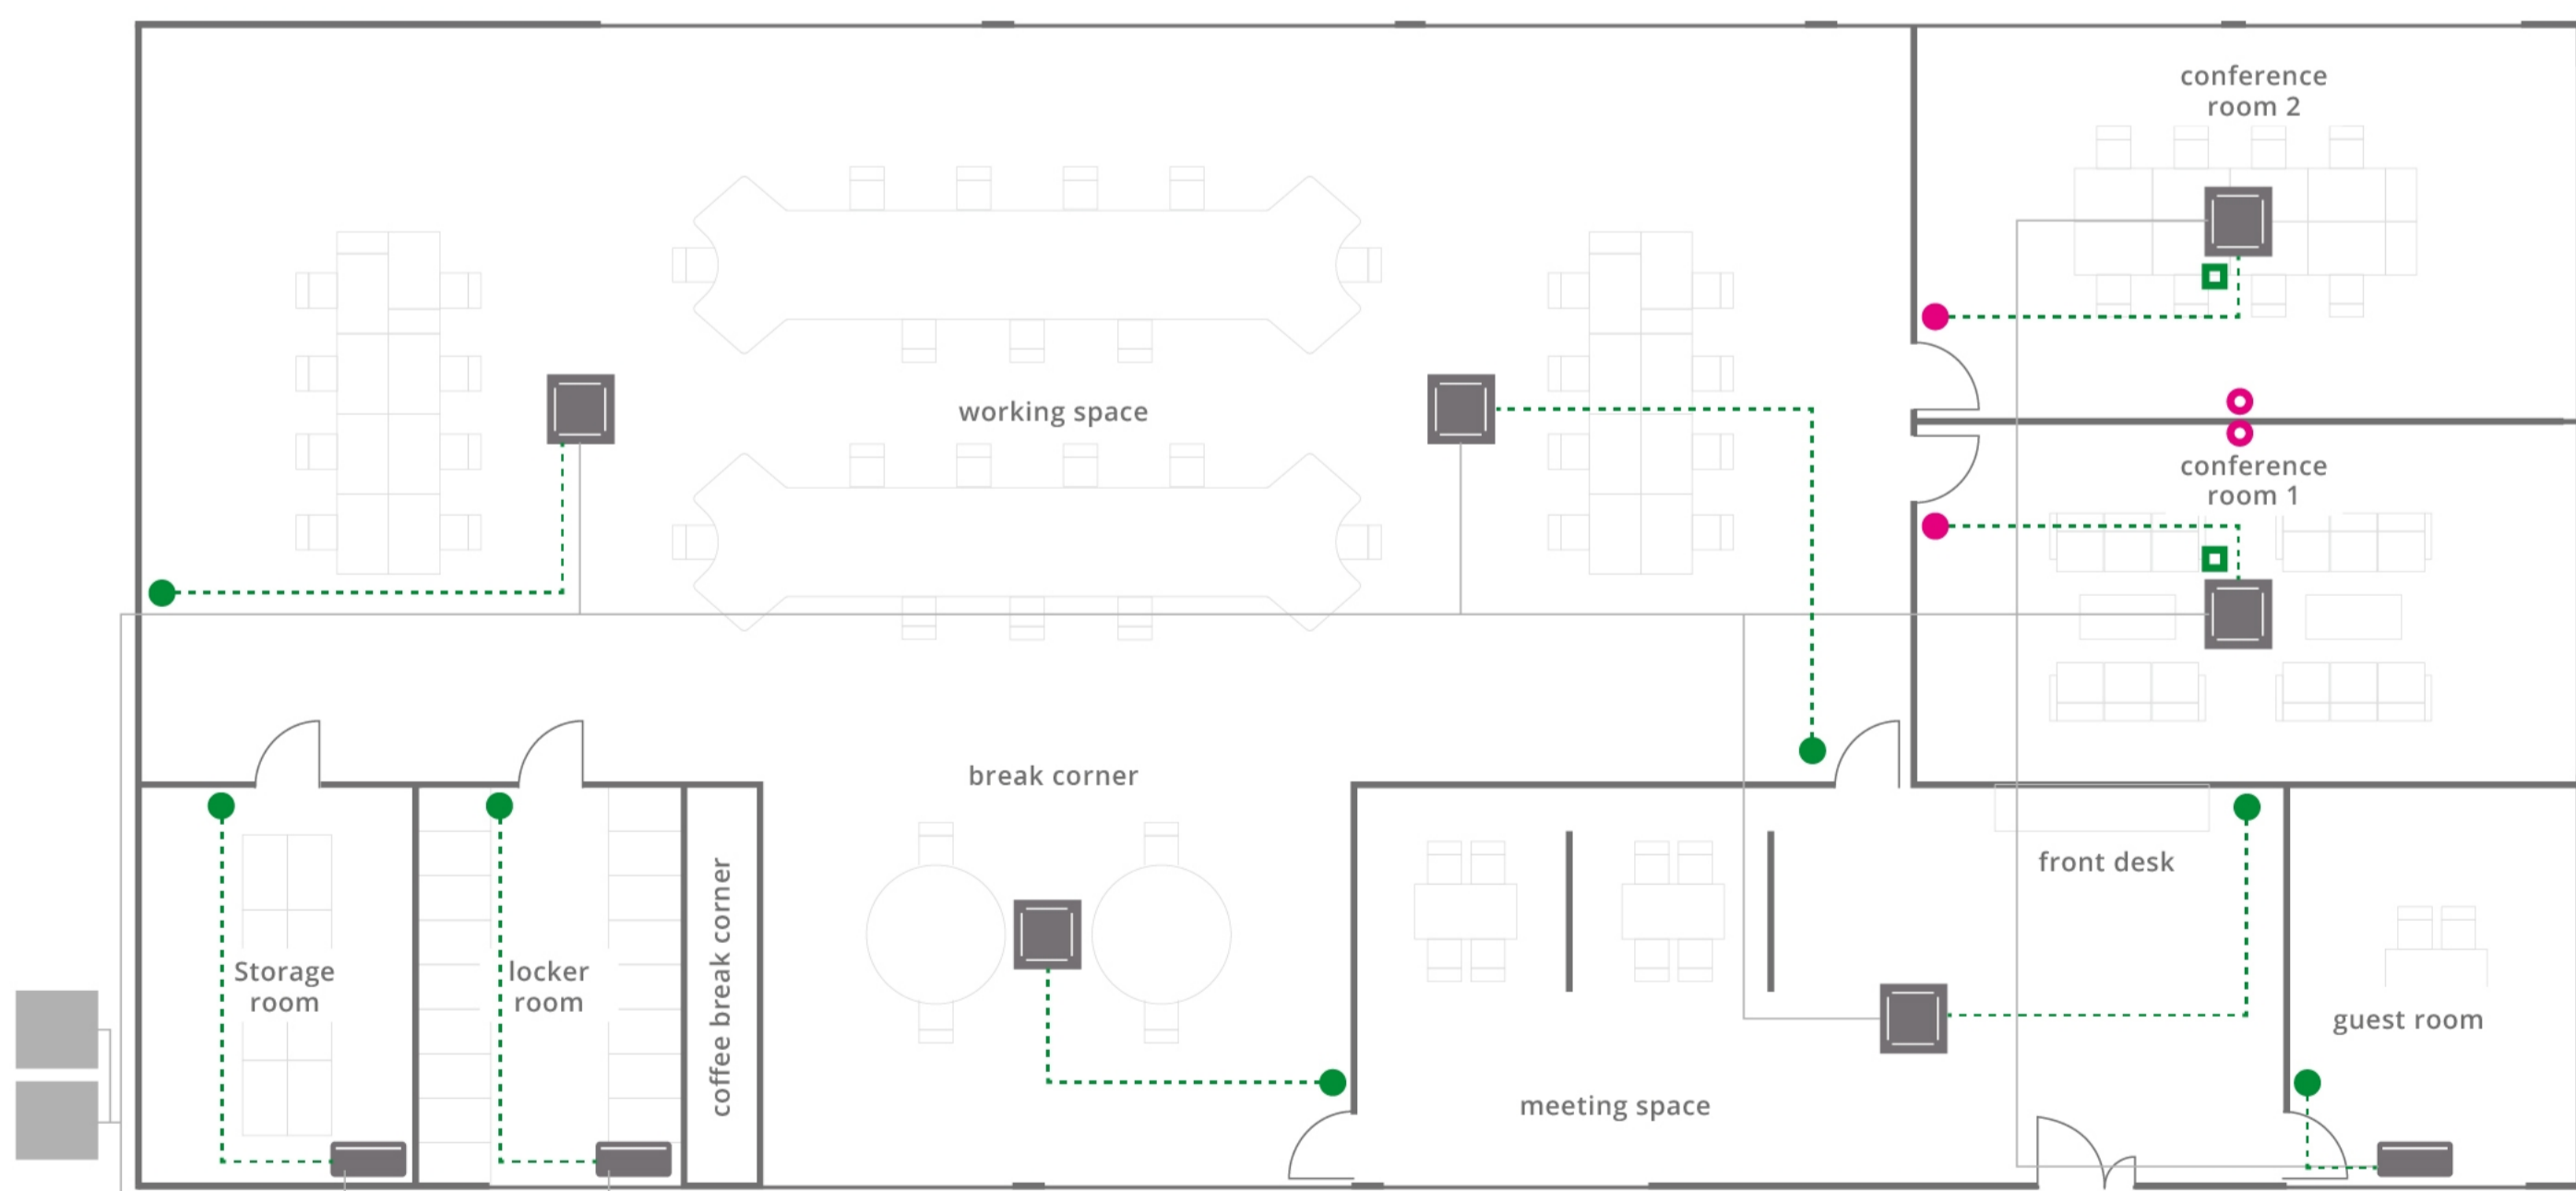 conference
room 2
working space
conference
room 1
break corner
front desk
coffee break corner
Storage
room
locker
room
guest room
meeting space